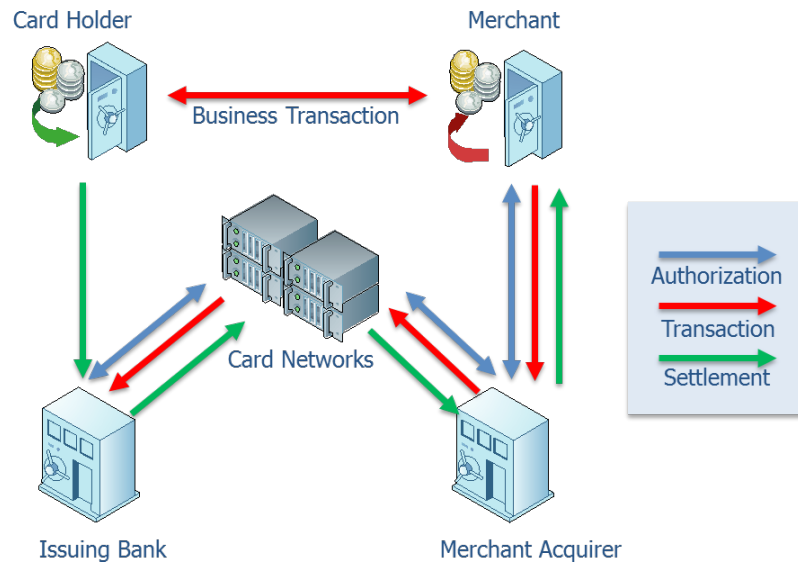 Card Holder
Merchant
Business Transaction
Authorization
Transaction
Card Networks
Settlement
Issuing Bank
Merchant Acquirer